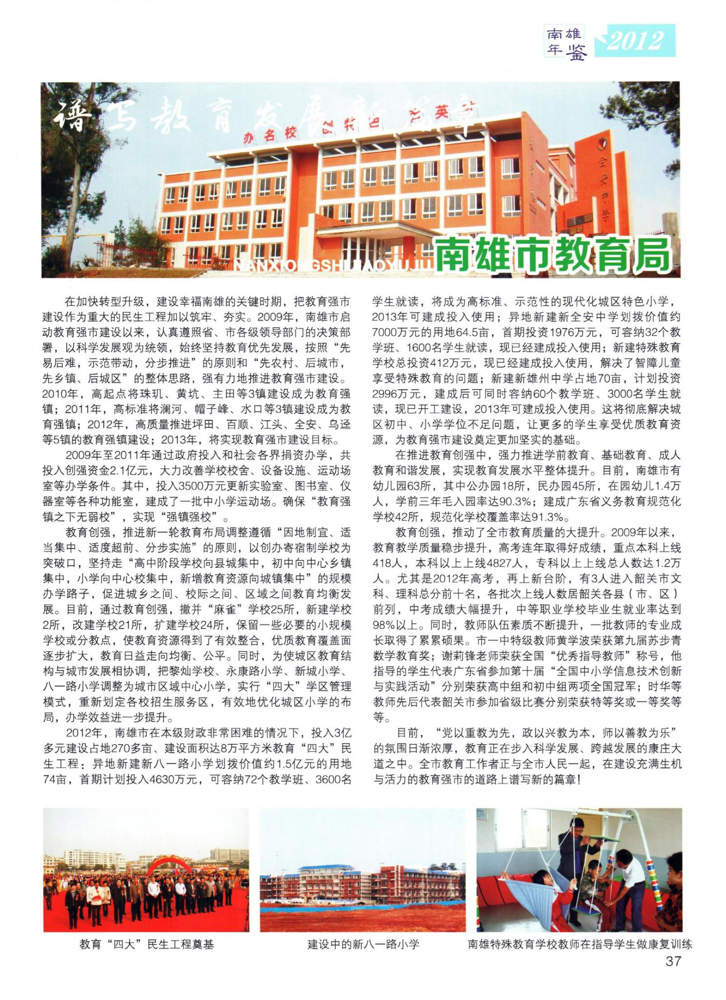 南雄
年鉴
2012
谱写教育发展新篇章
办名校 创特色 英
全安中学
NANXIONGSHIJIAOYUJU
南雄市教育局
在加快转型升级，建设幸福南雄的关键时期，把教育强市
建设作为重大的民生工程加以筑牢、夯实。2009年，南雄市启
动教育强市建设以来，认真遵照省、市各级领导部门的决策部
署，以科学发展观为统领，始终坚持教育优先发展，按照“先
易后难，示范带动，分步推进”的原则和“先农村、后城市，
先乡镇、后城区”的整体思路，强有力地推进教育强市建设。
2010年，高起点将珠玑、黄坑、主田等3镇建设成为教育强
镇；2011年，高标准将澜河、帽子峰、水口等3镇建设成为教
育强镇；2012年，高质量推进坪田、百顺、江头、全安、乌迳
等5镇的教育强镇建设；2013年，将实现教育强市建设目标。
2009年至2011年通过政府投入和社会各界捐资办学，共
投入创强资金2.1亿元，大力改善学校校舍、设备设施、运动场
室等办学条件。其中，投入3500万元更新实验室、图书室、仪
器室等各种功能室，建成了一批中小学运动场。确保“教育强
镇之下无弱校”，实现“强镇强校”。
教育创强，推进新一轮教育布局调整遵循“因地制宜、适
当集中、适度超前、分步实施”的原则，以创办寄宿制学校为
突破口，坚持走“高中阶段学校向县城集中，初中向中心乡镇
集中，小学向中心校集中，新增教育资源向城镇集中”的规模
办学路子，促进城乡之间、校际之间、区域之间教育均衡发
展。目前，通过教育创强，撤并“麻雀”学校25所，新建学校
2所，改建学校21所，扩建学校24所，保留一些必要的小规模
学校或分教点，使教育资源得到了有效整合，优质教育覆盖面
逐步扩大，教育日益走向均衡、公平。同时，为使城区教育结
构与城市发展相协调，把黎灿学校、永康路小学、新城小学、
八一路小学调整为城市区域中心小学，实行“四大”学区管理
模式，重新划定各校招生服务区，有效地优化城区小学的布
局，办学效益进一步提升。
2012年，南雄市在本级财政非常困难的情况下，投入3亿
多元建设占地270多亩、建设面积达8万平方米教育“四大”民
生工程：异地新建新八一路小学划拨价值约1.5亿元的用地
74亩，首期计划投入4630万元，可容纳72个教学班、3600名
学生就读，将成为高标准、示范性的现代化城区特色小学，
2013年可建成投入使用；异地新建新全安中学划拨价值约
7000万元的用地64.5亩，首期投资1976万元，可容纳32个教
学班、1600名学生就读，现已经建成投入使用；新建特殊教育
学校总投资412万元，现已经建成投入使用，解决了智障儿童
享受特殊教育的问题；新建新雄州中学占地70亩，计划投资
2996万元，建成后可同时容纳60个教学班、3000名学生就
读，现已开工建设，2013年可建成投入使用。这将彻底解决城
区初中、小学学位不足问题，让更多的学生享受优质教育资
源，为教育强市建设奠定更加坚实的基础。
在推进教育创强中，强力推进学前教育、基础教育、成人
教育和谐发展，实现教育发展水平整体提升。目前，南雄市有
幼儿园63所，其中公办园18所，民办园45所，在园幼儿1.4万
人，学前三年毛入园率达90.3%；建成广东省义务教育规范化
学校42所，规范化学校覆盖率达91.3%。
教育创强，推动了全市教育质量的大提升。2009年以来，
教育教学质量稳步提升，高考连年取得好成绩，重点本科上线
418人，本科以上上线4827人，专科以上上线总人数达1.2万
人。尤其是2012年高考，再上新台阶，有3人进入韶关市文
科、理科总分前十名，各批次上线人数居韶关各县（市、区）
前列，中考成绩大幅提升，中等职业学校毕业生就业率达到
98%以上。同时，教师队伍素质不断提升，一批教师的专业成
长取得了累累硕果。市一中特级教师黄学波荣获第九届苏步青
数学教育奖；谢莉锋老师荣获全国“优秀指导教师”称号，他
指导的学生代表广东省参加第十届“全国中小学信息技术创新
与实践活动”分别荣获高中组和初中组两项全国冠军；时华等
教师先后代表韶关市参加省级比赛分别荣获特等奖或一等奖等
等。
目前，“党以重教为先，政以兴教为本，师以善教为乐”
的氛围日渐浓厚，教育正在步入科学发展、跨越发展的康庄大
道之中。全市教育工作者正与全市人民一起，在建设充满生机
与活力的教育强市的道路上谱写新的篇章！
教育“四大”民生工程奠基
建设中的新八一路小学
南雄特殊教育学校教师在指导学生做康复训练
37